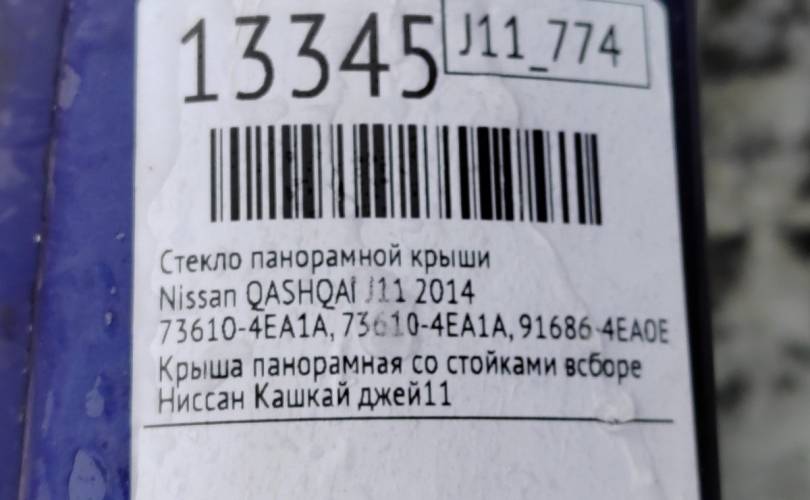 13345 J11_774
Стекло панорамной крыши
Nissan QASHQAI J11 2014
73610-4EA1A, 73610-4EA1A, 91686-4EA0E
Крыша панорамная со стойками всборе
Ниссан Кашкай джей11